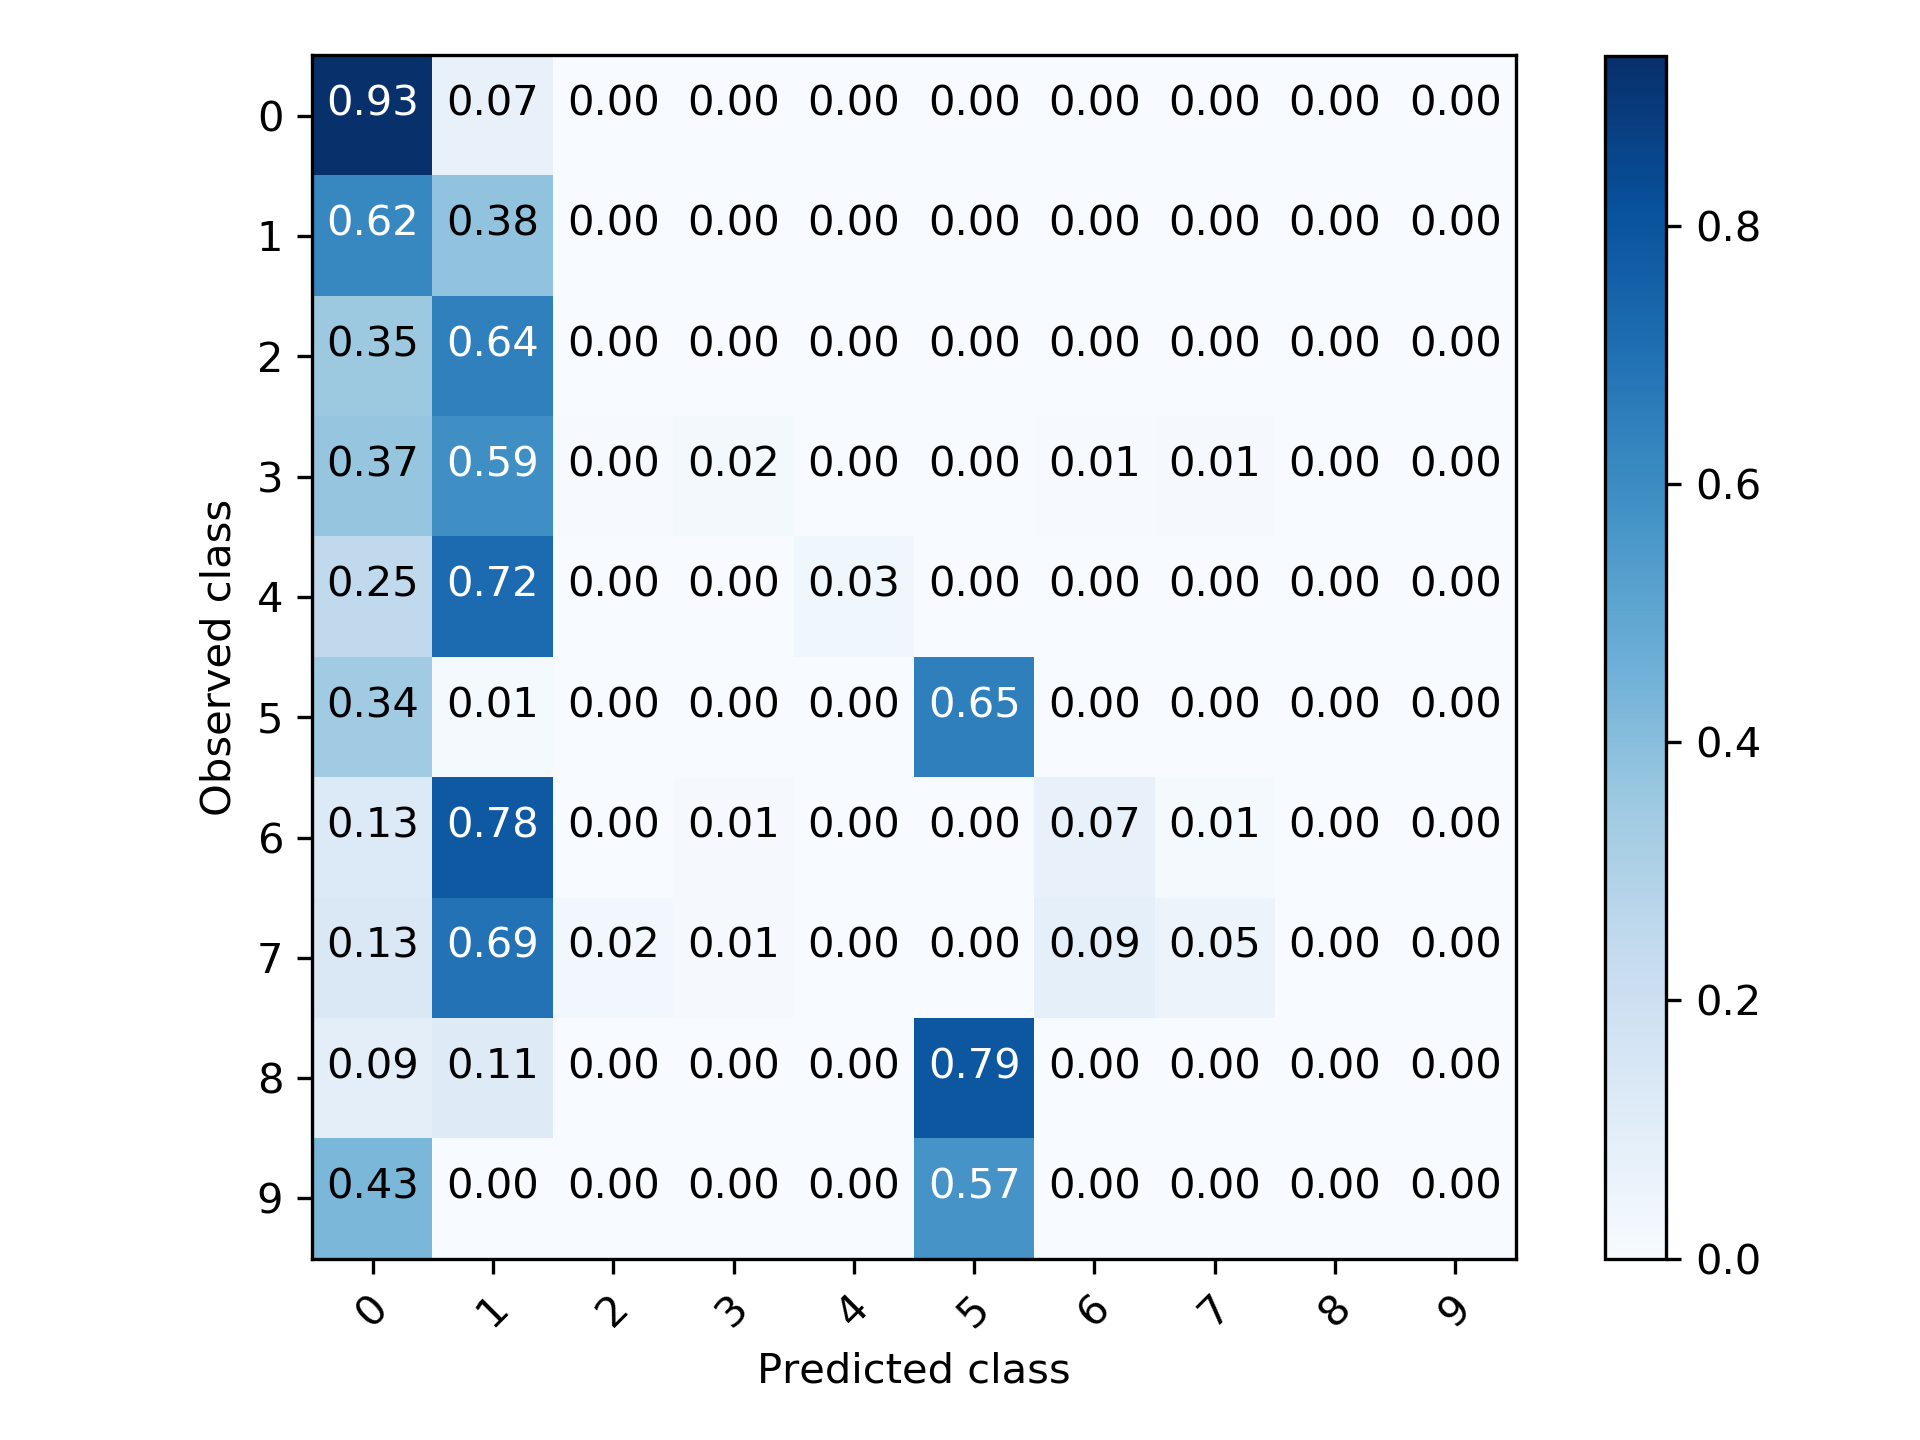 0 0.93 0.07 0.00 0.00 0.00 0.00 0.00 0.00 0.00 0.00
1 0.62 0.38 0.00 0.00 0.00 0.00 0.00 0.00 0.00 0.00
2 0.35 0.64 0.00 0.00 0.00 0.00 0.00 0.00 0.00 0.00
3 0.37 0.59 0.00 0.02 0.00 0.00 0.01 0.01 0.00 0.00
4 0.25 0.72 0.00 0.00 0.03 0.00 0.00 0.00 0.00 0.00
5 0.34 0.01 0.00 0.00 0.00 0.65 0.00 0.00 0.00 0.00
6 0.13 0.78 0.00 0.01 0.00 0.00 0.07 0.01 0.00 0.00
7 0.13 0.69 0.02 0.01 0.00 0.00 0.09 0.05 0.00 0.00
8 0.09 0.11 0.00 0.00 0.00 0.79 0.00 0.00 0.00 0.00
9 0.43 0.00 0.00 0.00 0.00 0.57 0.00 0.00 0.00 0.00
0 1 2 3 4 5 6 7 8 9
Predicted class
Observed class
0.8
0.6
0.4
0.2
0.0